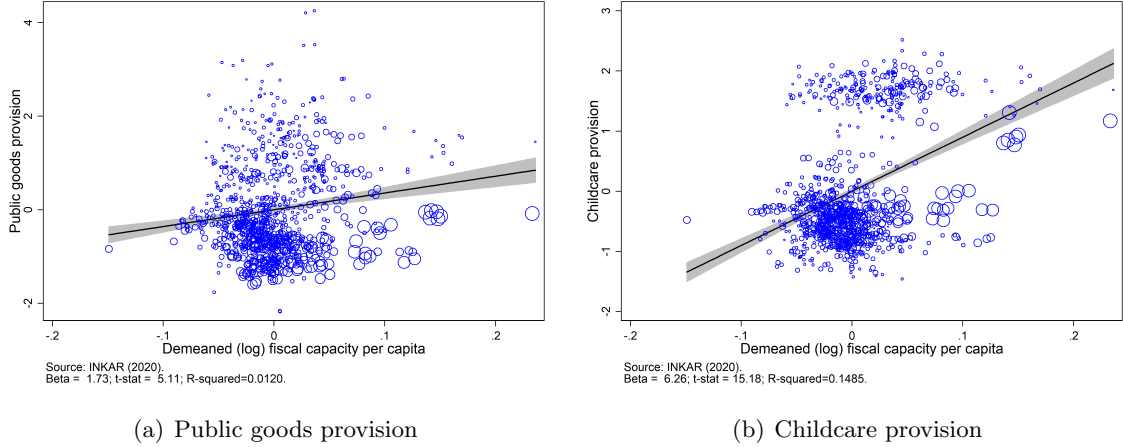 Public goods provision
4
2
0
-2
-.2
-.1
0
.1
.2
Demeaned (log) fiscal capacity per capita
Source: INKAR (2020).
Beta = 1.73; t-stat = 5.11; R-squared=0.0120.
(a) Public goods provision
Childcare provision
3
2
1
0
-1
-2
-.2
-.1
0
.1
.2
Demeaned (log) fiscal capacity per capita
Source: INKAR (2020).
Beta = 6.26; t-stat = 15.18; R-squared=0.1485.
(b) Childcare provision